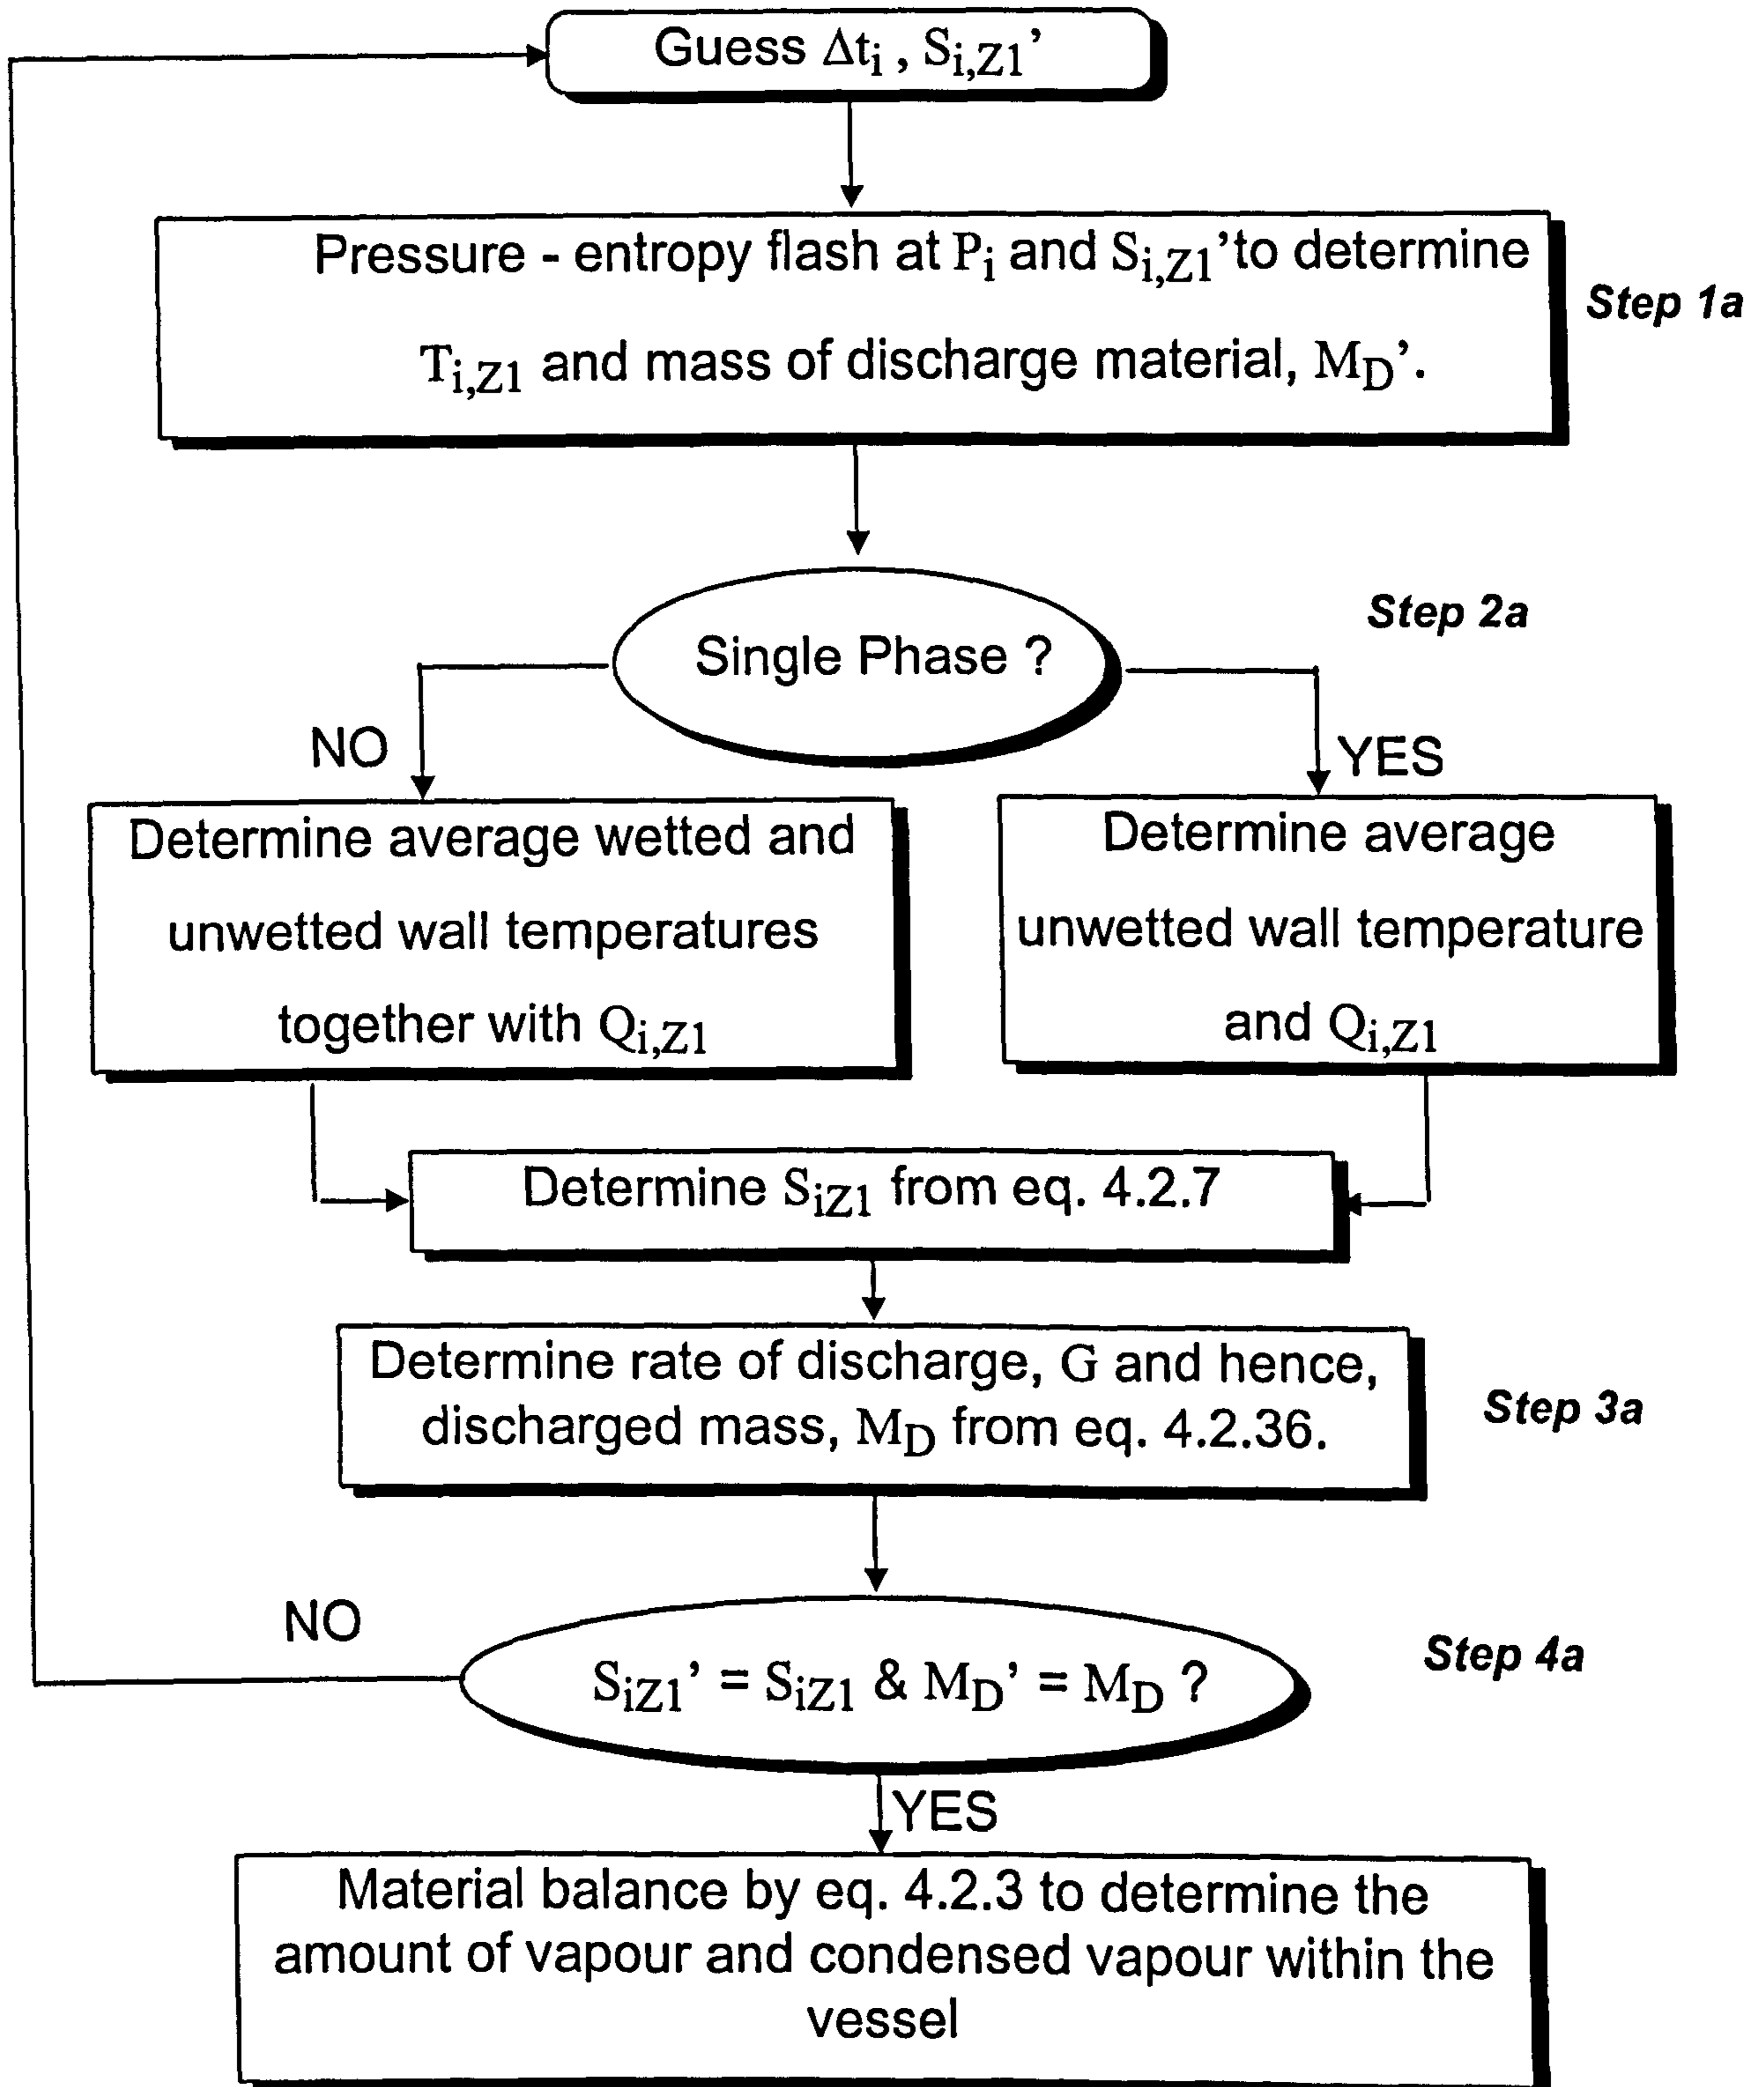 Guess Δti , Si,Z1'
Pressure - entropy flash at Pi and Si,Z1' to determine
Ti,Z1 and mass of discharge material, MD'.
Step 1a
Single Phase ?
Step 2a
NO
YES
Determine average wetted and
unwetted wall temperatures
together with Qi,Z1
Determine average
unwetted wall temperature
and Qi,Z1
Determine SiZ1 from eq. 4.2.7
Determine rate of discharge, G and hence,
discharged mass, MD from eq. 4.2.36.
Step 3a
NO
SiZ1' = SiZ1 & MD' = MD ?
Step 4a
YES
Material balance by eq. 4.2.3 to determine the
amount of vapour and condensed vapour within the
vessel